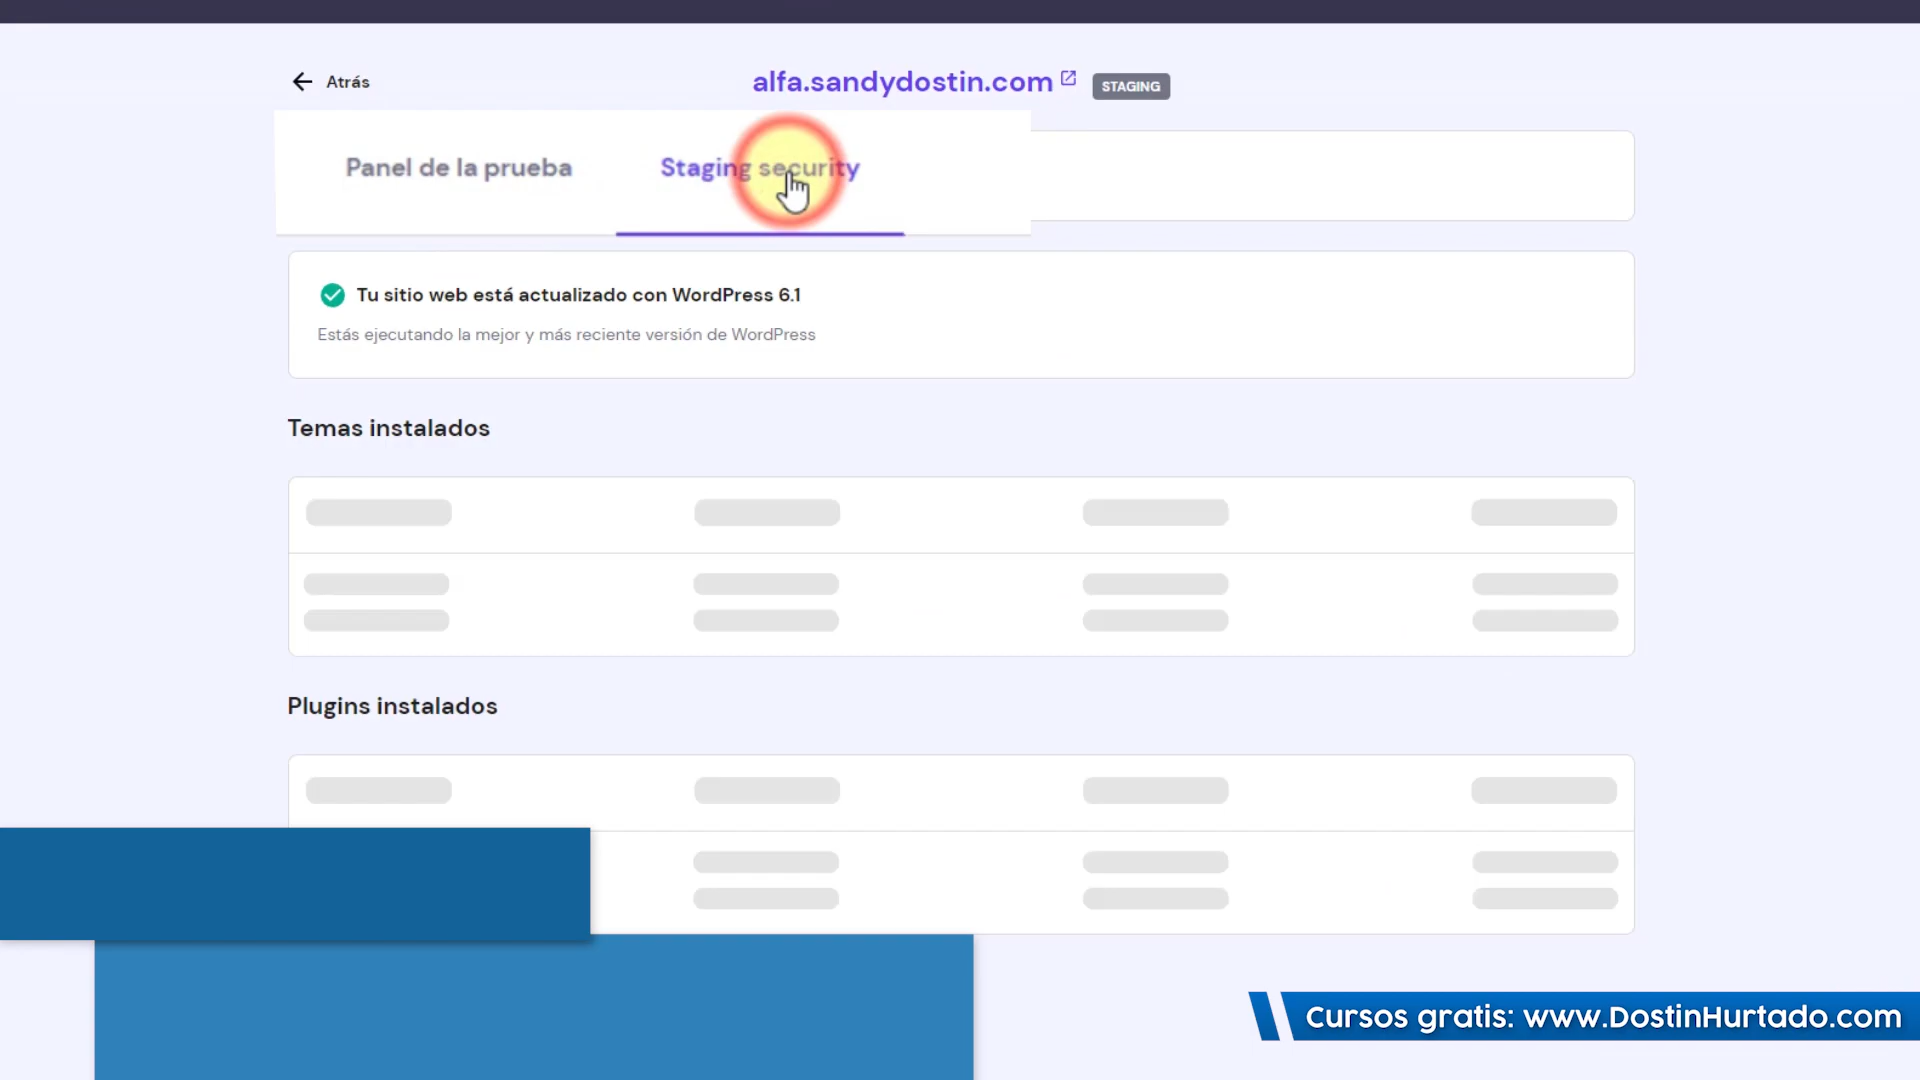 Atrás
alfa.sandydostin.com
STAGING
Panel de la prueba
Staging security
Tu sitio web está actualizado con WordPress 6.1
Estás ejecutando la mejor y más reciente versión de WordPress
Temas instalados
Plugins instalados
Cursos gratis: www.DostinHurtado.com